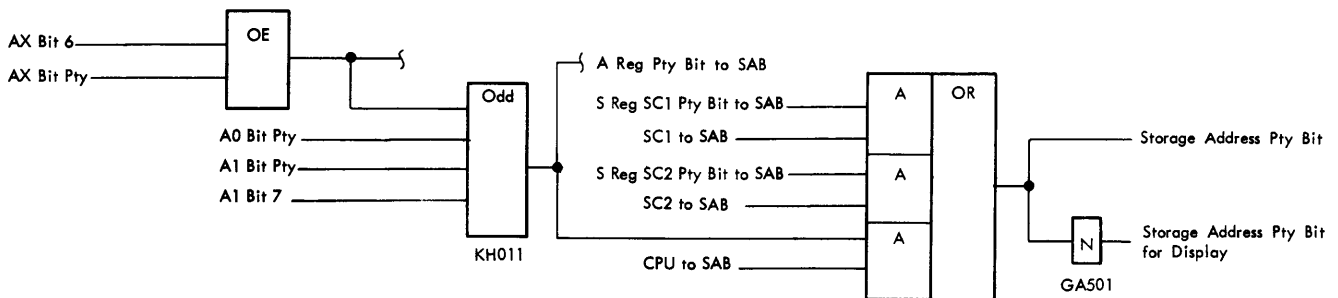 AX Bit 6
AX Bit Pty
OE
A0 Bit Pty
A1 Bit Pty
A1 Bit 7
Odd
KH011
A Reg Pty Bit to SAB
S Reg SC1 Pty Bit to SAB
SC1 to SAB
S Reg SC2 Pty Bit to SAB
SC2 to SAB
CPU to SAB
A
A
A
OR
Storage Address Pty Bit
N
GA501
Storage Address Pty Bit
for Display